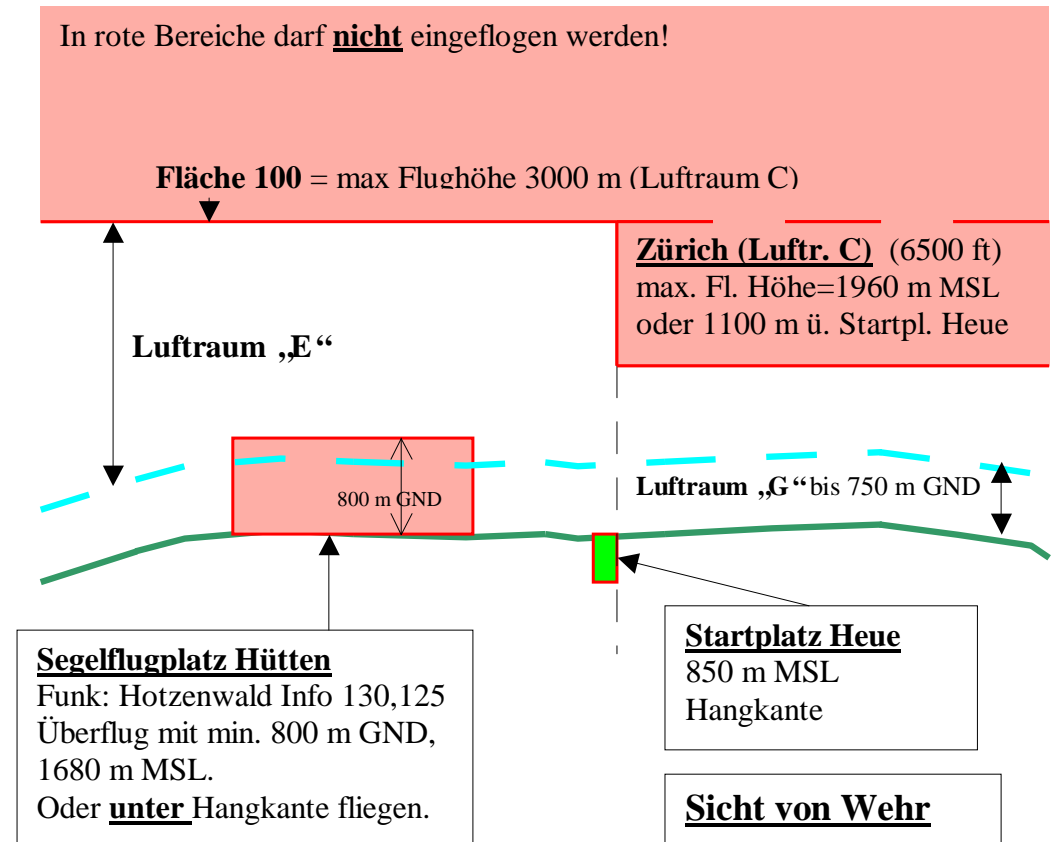 In rote Bereiche darf nicht eingeflogen werden!
Fläche 100 = max Flughöhe 3000 m (Luftraum C)
Zürich (Luftr. C) (6500 ft)
max. Fl. Höhe=1960 m MSL
oder 1100 m ü. Startpl. Heue
Luftraum „E“
800 m GND
Luftraum „G“ bis 750 m GND
Segelflugplatz Hütten
Funk: Hotzenwald Info 130,125
Überflug mit min. 800 m GND,
1680 m MSL.
Oder unter Hangkante fliegen.
Startplatz Heue
850 m MSL
Hangkante
Sicht von Wehr